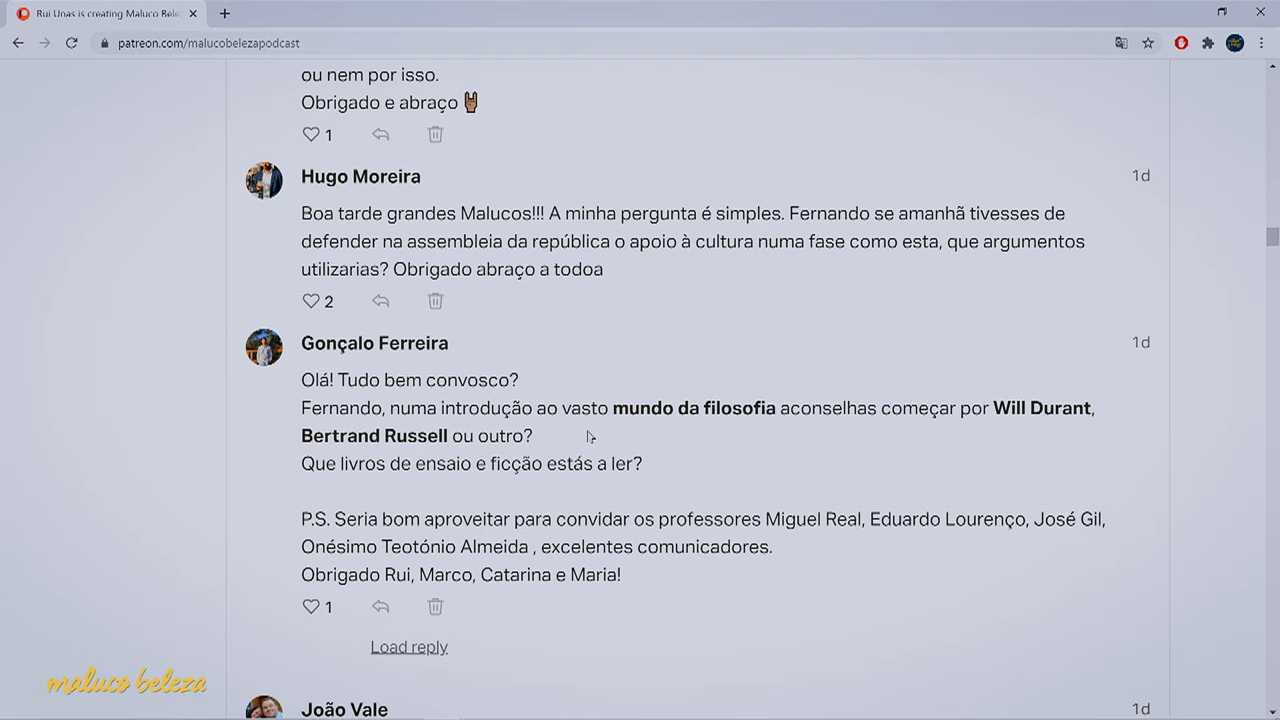 Rui Unas is creating Maluco Bele
patreon.com/malucobelezapodcast
ou nem por isso.
Obrigado e abraço 🤘🏽
1
Hugo Moreira
1d
Boa tarde grandes Malucos!!! A minha pergunta é simples. Fernando se amanhã tivesses de
defender na assembleia da república o apoio à cultura numa fase como esta, que argumentos
utilizarias? Obrigado abraço a todoa
2
Gonçalo Ferreira
1d
Olá! Tudo bem convosco?
Fernando, numa introdução ao vasto mundo da filosofia aconselhas começar por Will Durant,
Bertrand Russell ou outro?
Que livros de ensaio e ficção estás a ler?
P.S. Seria bom aproveitar para convidar os professores Miguel Real, Eduardo Lourenço, José Gil,
Onésimo Teotónio Almeida , excelentes comunicadores.
Obrigado Rui, Marco, Catarina e Maria!
1
Load reply
maluco beleza
João Vale
1d